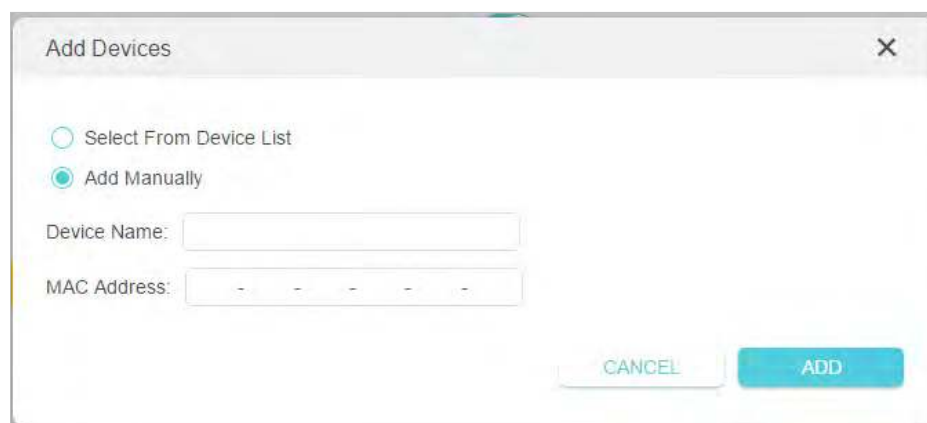 Add Devices
Select From Device List
Add Manually
Device Name:
MAC Address: - - - - -
CANCEL ADD